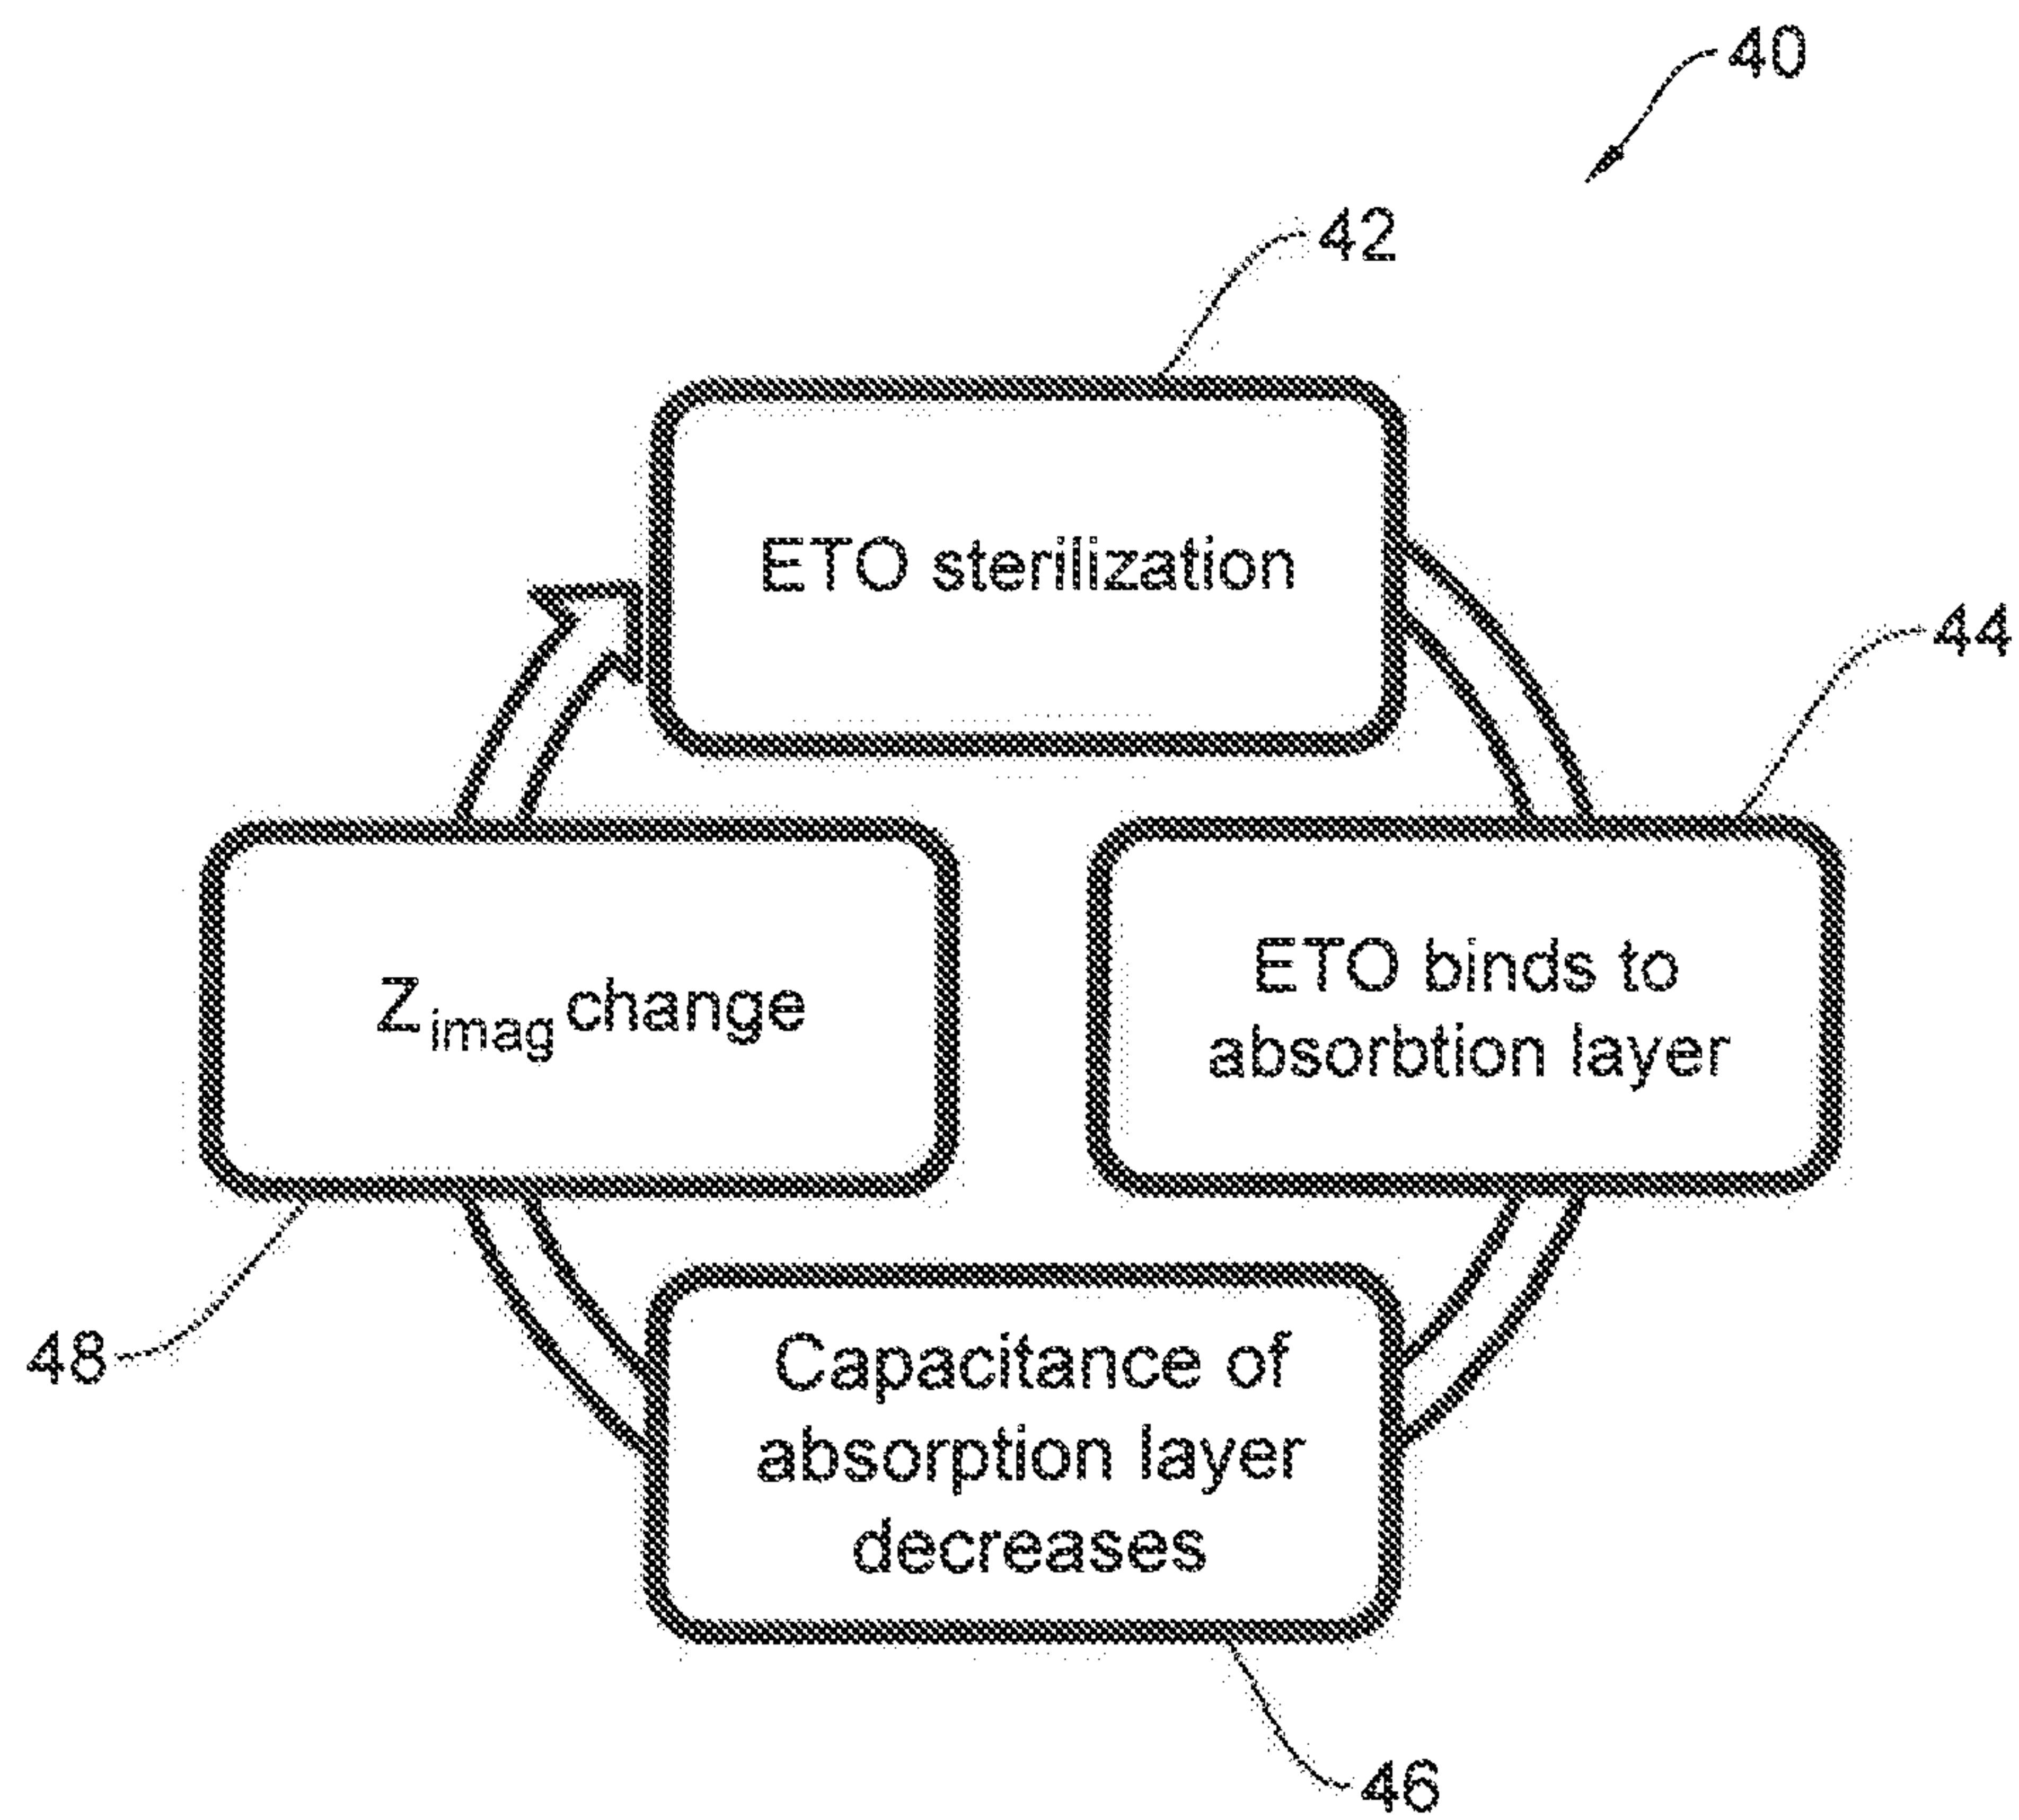 40
42
ETO sterilization
44
ETO binds to
absorbtion layer
Zimag change
48
Capacitance of
absorption layer
decreases
46